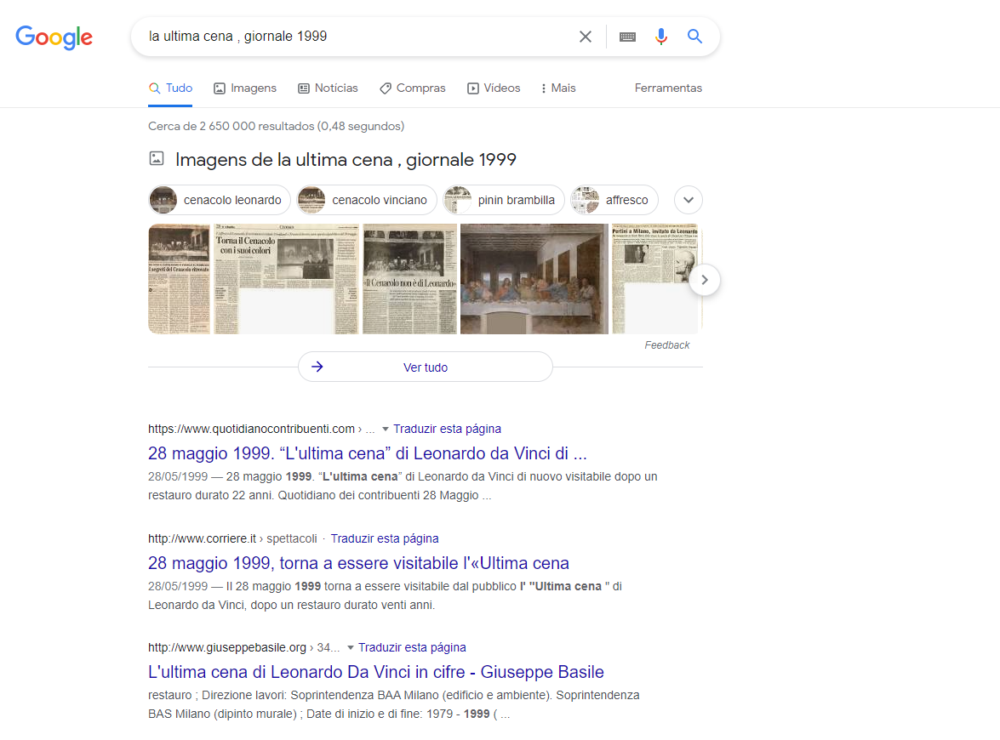 Google
la ultima cena , giornale 1999
Tudo Imagens Notícias Compras Vídeos Mais Ferramentas
Cerca de 2 650 000 resultados (0,48 segundos)
Imagens de la ultima cena , giornale 1999
cenacolo leonardo cenacolo vinciano pinin brambilla affresco
I segreti del Cenacolo ritrovato
Torna il Cenacolo
con i suoi colori
«Il Cenacolo non è di Leonardo»
Pertini a Milano, invitato da Leonardo
Feedback
Ver tudo
https://www.quotidianocontribuenti.com › ... Traduzir esta página
28 maggio 1999. “L'ultima cena” di Leonardo da Vinci di ...
28/05/1999 — 28 maggio 1999. “L'ultima cena” di Leonardo da Vinci di nuovo visitabile dopo un
restauro durato 22 anni. Quotidiano dei contribuenti 28 Maggio ...
http://www.corriere.it › spettacoli · Traduzir esta página
28 maggio 1999, torna a essere visitabile l'«Ultima cena
28/05/1999 — Il 28 maggio 1999 torna a essere visitabile dal pubblico l' "Ultima cena " di
Leonardo da Vinci, dopo un restauro durato venti anni.
http://www.giuseppebasile.org › 34... Traduzir esta página
L'ultima cena di Leonardo Da Vinci in cifre - Giuseppe Basile
restauro ; Direzione lavori: Soprintendenza BAA Milano (edificio e ambiente). Soprintendenza
BAS Milano (dipinto murale) ; Date di inizio e di fine: 1979 - 1999 ( ...